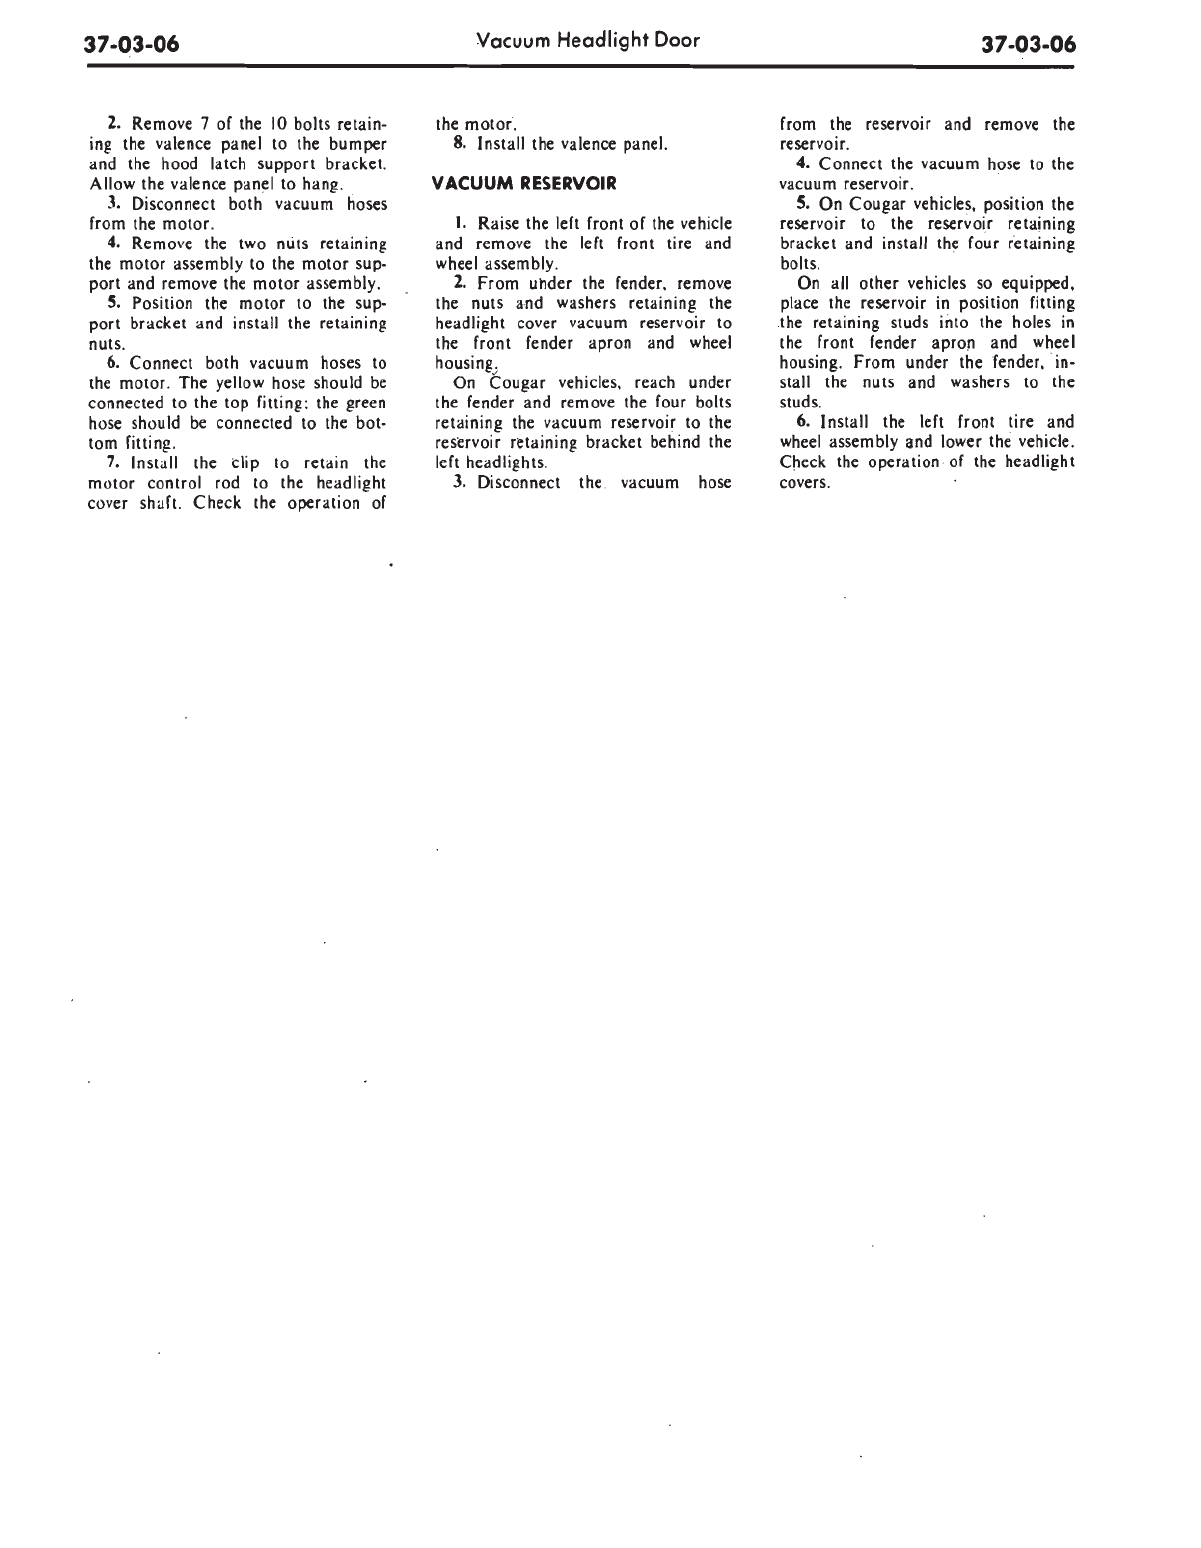 37-03-06 Vacuum Headlight Door 37-03-06
2. Remove 7 of the 10 bolts retain-
ing the valence panel to the bumper
and the hood latch support bracket.
Allow the valence panel to hang.
3. Disconnect both vacuum hoses
from the motor.
4. Remove the two nuts retaining
the motor assembly to the motor sup-
port and remove the motor assembly.
5. Position the motor to the sup-
port bracket and install the retaining
nuts.
6. Connect both vacuum hoses to
the motor. The yellow hose should be
connected to the top fitting; the green
hose should be connected to the bot-
tom fitting.
7. Install the clip to retain the
motor control rod to the headlight
cover shaft. Check the operation of
the motor.
8. Install the valence panel.
VACUUM RESERVOIR
1. Raise the left front of the vehicle
and remove the left front tire and
wheel assembly.
2. From under the fender, remove
the nuts and washers retaining the
headlight cover vacuum reservoir to
the front fender apron and wheel
housing.
On Cougar vehicles, reach under
the fender and remove the four bolts
retaining the vacuum reservoir to the
reservoir retaining bracket behind the
left headlights.
3. Disconnect the vacuum hose
from the reservoir and remove the
reservoir.
4. Connect the vacuum hose to the
vacuum reservoir.
5. On Cougar vehicles, position the
reservoir to the reservoir retaining
bracket and install the four retaining
bolts.
On all other vehicles so equipped,
place the reservoir in position fitting
the retaining studs into the holes in
the front fender apron and wheel
housing. From under the fender, in-
stall the nuts and washers to the
studs.
6. Install the left front tire and
wheel assembly and lower the vehicle.
Check the operation of the headlight
covers.